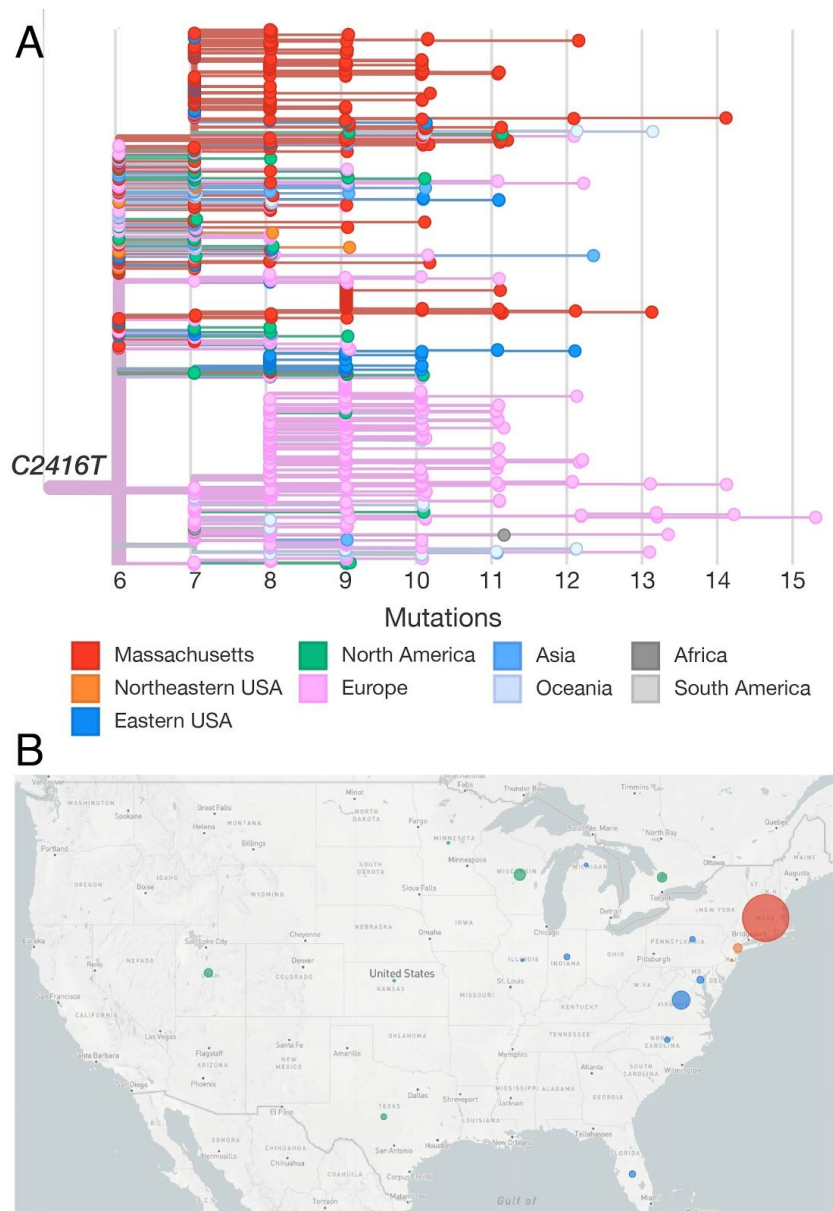 A
C2416T
6 7 8 9 10 11 12 13 14 15
Mutations
Massachusetts North America Asia Africa
Northeastern USA Europe Oceania South America
Eastern USA
B
Vancouver
WASHINGTON
Spokane
Great Falls
Helena
MONTANA
Billings
Portland
OREGON
IDAHO
Boise
WYOMING
Minot
NORTH
DAKOTA
Fargo
MINNESOTA
Minneapolis
SOUTH
DAKOTA
Sioux Falls
Thunder Bay
Timmins
Sault Ste. Marie
North Bay
Quebec
Ottawa
MAINE
Augusta
VT.
WISCONSIN
MICHIGAN
Toronto
NEW YORK
MASS.
Detroit
Bridgeport
Eureka
NEVADA
Reno
Salt Lake City
Cheyenne
NEBRASKA
IOWA
Omaha
Chicago
PENNSYLVANIA
Pittsburgh
N.J.
San Francisco
CALIFORNIA
Denver
COLORADO
United States
KANSAS
ILLINOIS
INDIANA
OHIO
St. Louis
MISSOURI
MD.
DEL.
W.VA.
VIRGINIA
KENTUCKY
Las Vegas
Santa Barbara
San Diego
Flagstaff
ARIZONA
Phoenix
Santa Fe
NEW
MEXICO
Amarillo
OKLAHOMA
TENNESSEE
Memphis
NORTH
CAROLINA
SOUTH
CAROLINA
Wilmington
Atlanta
MISSISSIPPI
ALABAMA
GEORGIA
Jackson
Shreveport
Dallas
El Paso
TEXAS
LOUISIANA
San Antonio
Houston
New Orleans
Tallahassee
FLORIDA
Miami
SONORA
Hermosillo
CHIHUAHUA
Chihuahua
COAHUILA
Corpus Christi
Matamoros
Torreón
Gulf of